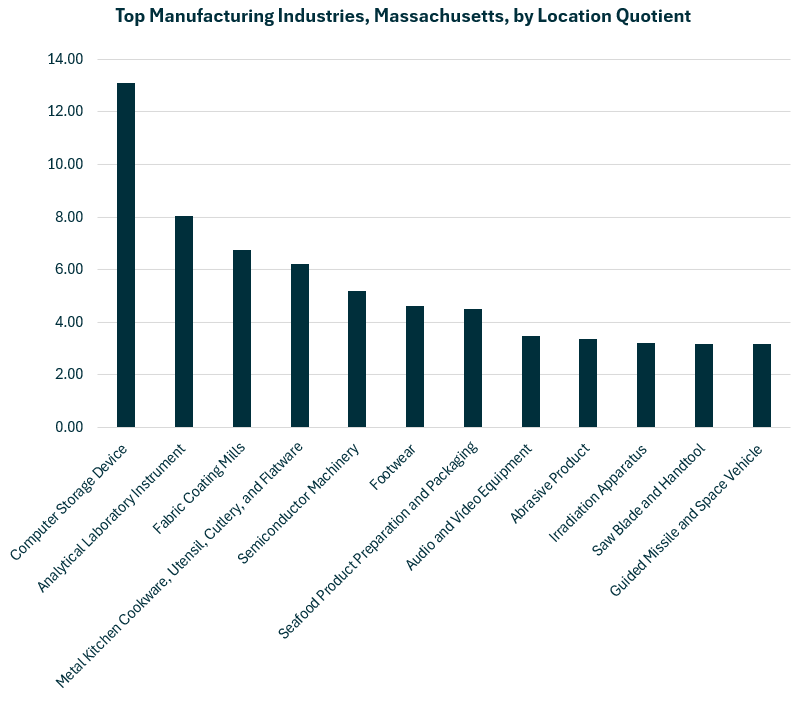 Top Manufacturing Industries, Massachusetts, by Location Quotient
14.00
12.00
10.00
8.00
6.00
4.00
2.00
0.00
Computer Storage Device
Analytical Laboratory Instrument
Fabric Coating Mills
Metal Kitchen Cookware, Utensil, Cutlery, and Flatware
Semiconductor Machinery
Footwear
Seafood Product Preparation and Packaging
Audio and Video Equipment
Abrasive Product
Irradiation Apparatus
Saw Blade and Handtool
Guided Missile and Space Vehicle